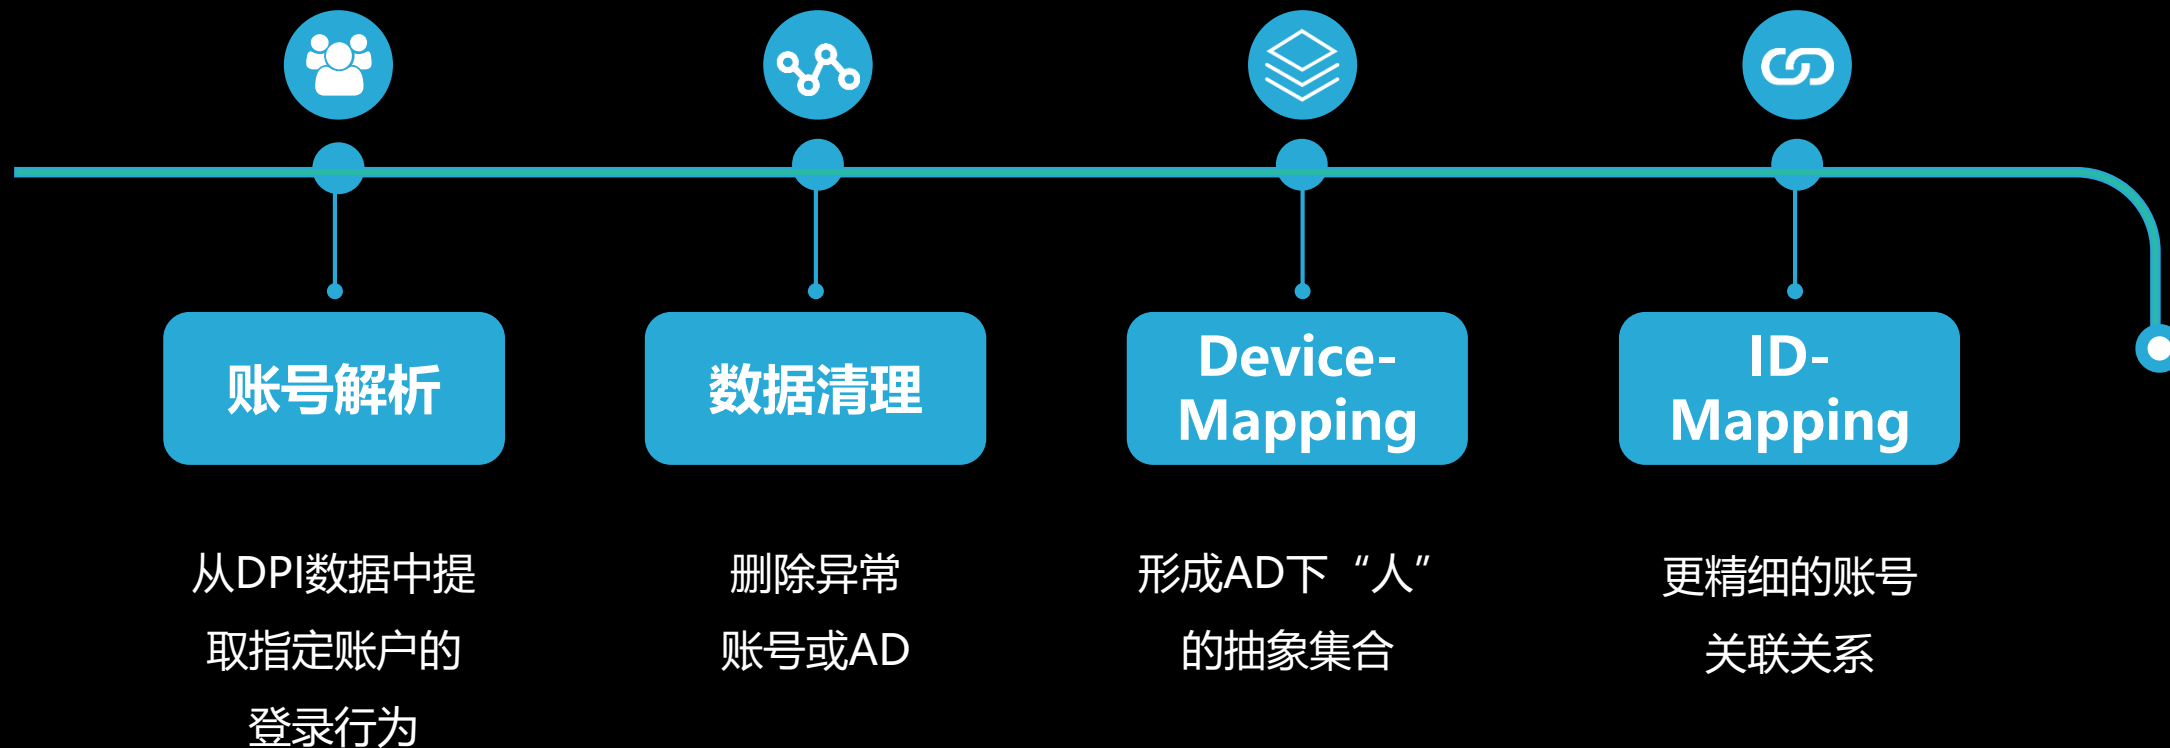 账号解析
从DPI数据中提
取指定账户的
登录行为
数据清理
删除异常
账号或AD
Device-
Mapping
形成AD下“人”
的抽象集合
ID-
Mapping
更精细的账号
关联关系